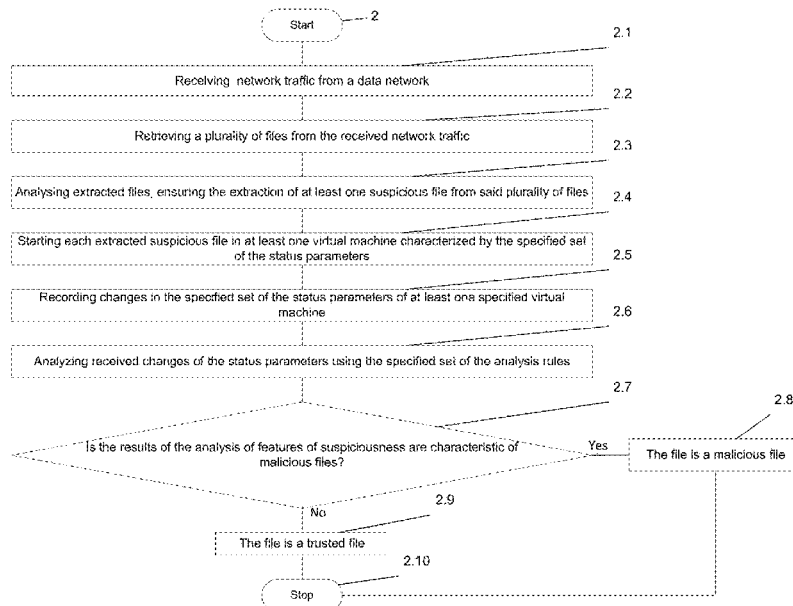 Start
2
2.1
Receiving network traffic from a data network
2.2
Retrieving a plurality of files from the received network traffic
2.3
Analysing extracted files, ensuring the extraction of at least one suspicious file from said plurality of files
2.4
Starting each extracted suspicious file in at least one virtual machine characterized by the specified set
of the status parameters
2.5
Recording changes in the specified set of the status parameters of at least one specified virtual
machine
2.6
Analyzing received changes of the status parameters using the specified set of the analysis rules
2.7
Is the results of the analysis of features of suspiciousness are characteristic of
malicious files?
Yes
2.8
The file is a malicious file
No
2.9
The file is a trusted file
2.10
Stop